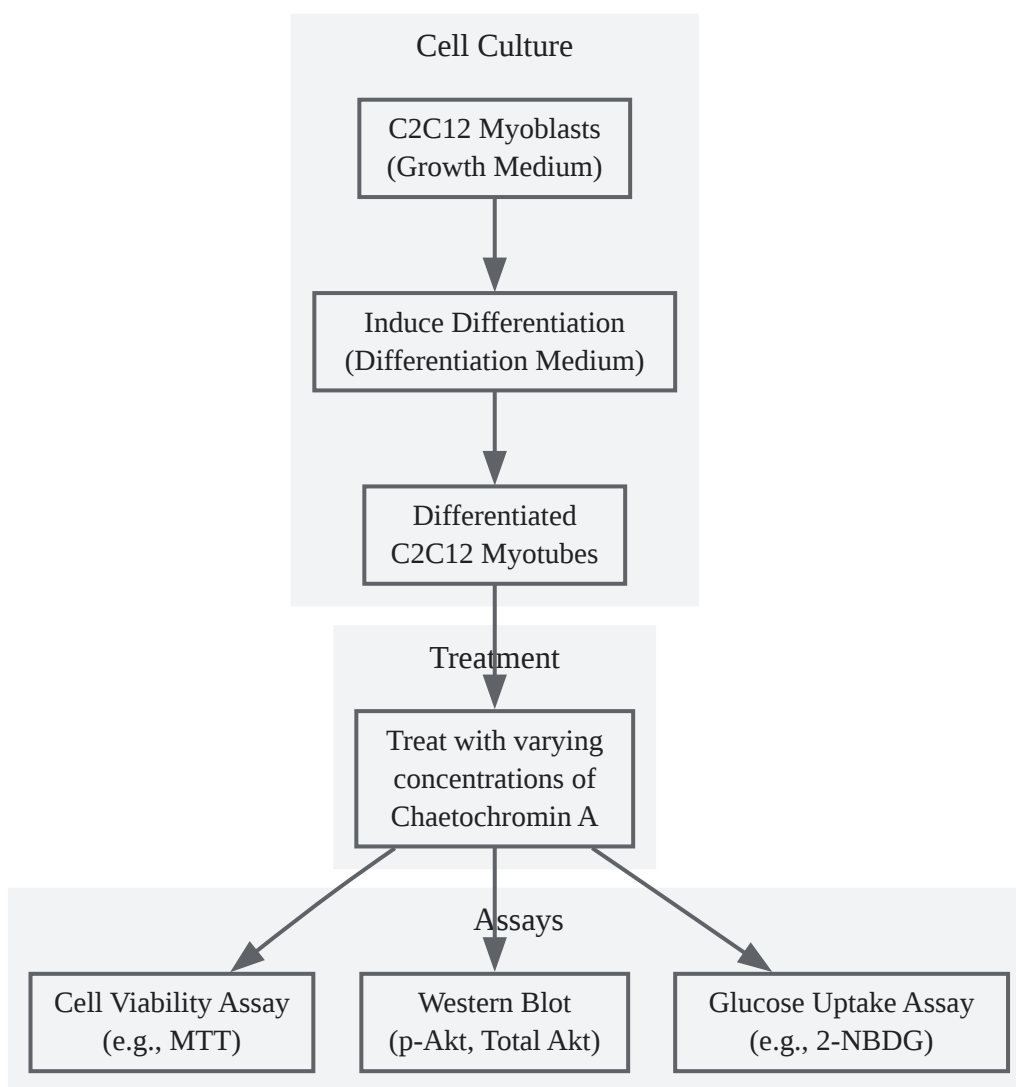 Cell Culture
C2C12 Myoblasts
(Growth Medium)
Induce Differentiation
(Differentiation Medium)
Differentiated
C2C12 Myotubes
Treatment
Treat with varying
concentrations of
Chaetochromin A
Assays
Cell Viability Assay
(e.g., MTT)
Western Blot
(p-Akt, Total Akt)
Glucose Uptake Assay
(e.g., 2-NBDG)